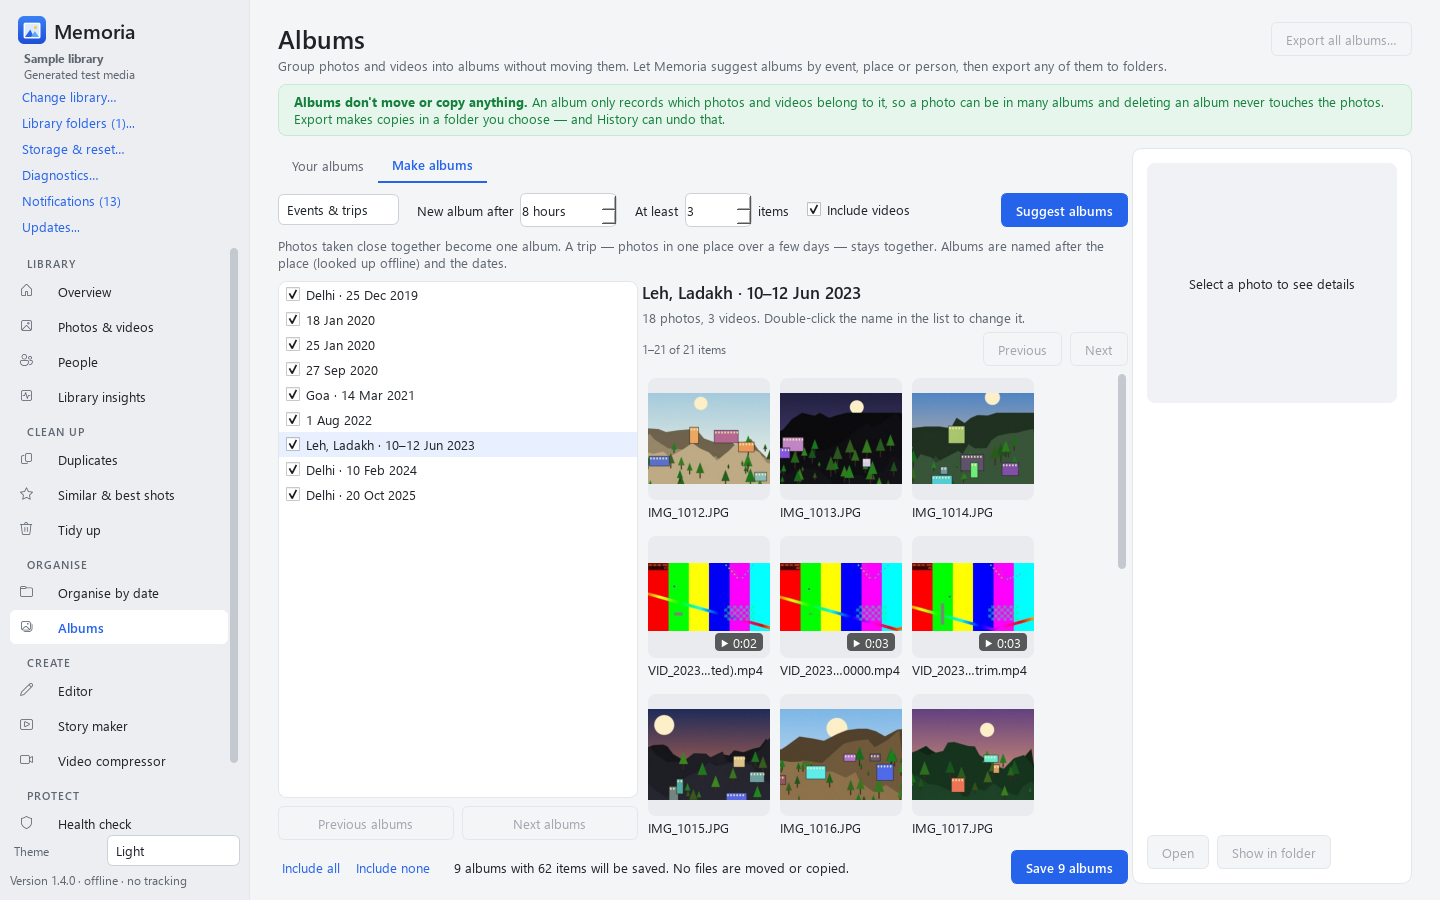 Memoria
Sample library
Generated test media
Change library...
Library folders (1)...
Storage & reset...
Diagnostics...
Notifications (13)
Updates...
LIBRARY
Overview
Photos & videos
People
Library insights
CLEAN UP
Duplicates
Similar & best shots
Tidy up
ORGANISE
Organise by date
Albums
CREATE
Editor
Story maker
Video compressor
PROTECT
Health check
Theme
Light
Version 1.4.0 · offline · no tracking
Albums
Export all albums...
Group photos and videos into albums without moving them. Let Memoria suggest albums by event, place or person, then export any of them to folders.
Albums don't move or copy anything. An album only records which photos and videos belong to it, so a photo can be in many albums and deleting an album never touches the photos.
Export makes copies in a folder you choose — and History can undo that.
Your albums
Make albums
Events & trips
New album after
8 hours
At least
3
items
Include videos
Suggest albums
Photos taken close together become one album. A trip — photos in one place over a few days — stays together. Albums are named after the
place (looked up offline) and the dates.
Delhi · 25 Dec 2019
18 Jan 2020
25 Jan 2020
27 Sep 2020
Goa · 14 Mar 2021
1 Aug 2022
Leh, Ladakh · 10–12 Jun 2023
Delhi · 10 Feb 2024
Delhi · 20 Oct 2025
Previous albums
Next albums
Leh, Ladakh · 10–12 Jun 2023
18 photos, 3 videos. Double-click the name in the list to change it.
1–21 of 21 items
Previous
Next
IMG_1012.JPG
IMG_1013.JPG
IMG_1014.JPG
0:02
0:03
0:03
VID_2023...ted).mp4
VID_2023...0000.mp4
VID_2023...trim.mp4
IMG_1015.JPG
IMG_1016.JPG
IMG_1017.JPG
Include all
Include none
9 albums with 62 items will be saved. No files are moved or copied.
Save 9 albums
Select a photo to see details
Open
Show in folder